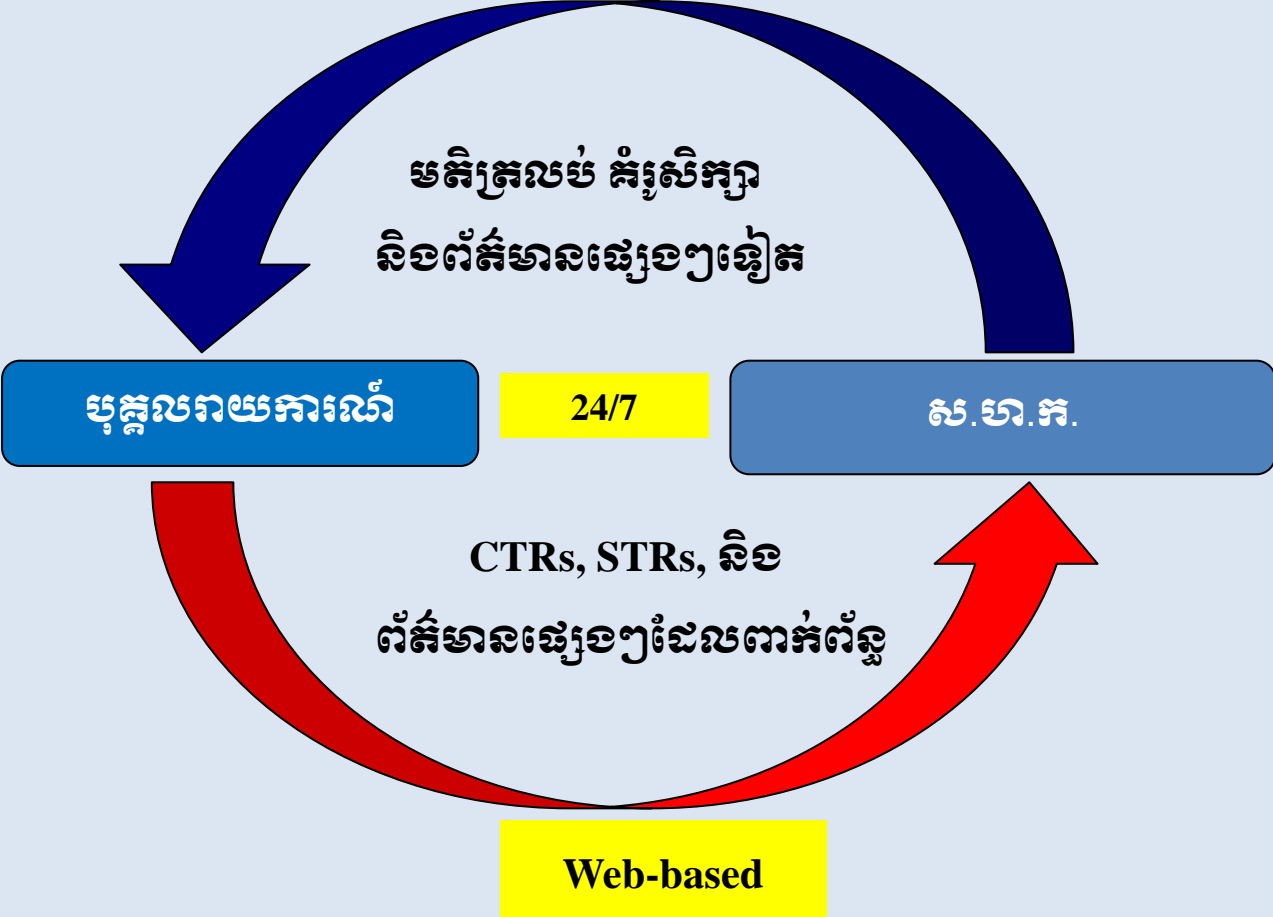 មតិត្រលប់ គំរូសិក្សា
និងព័ត៌មានផ្សេងៗទៀត
បុគ្គលរាយការណ៍
24/7
ស.ហ.ក.
CTRs, STRs, និង
ព័ត៌មានផ្សេងៗដែលពាក់ព័ន្ធ
Web-based